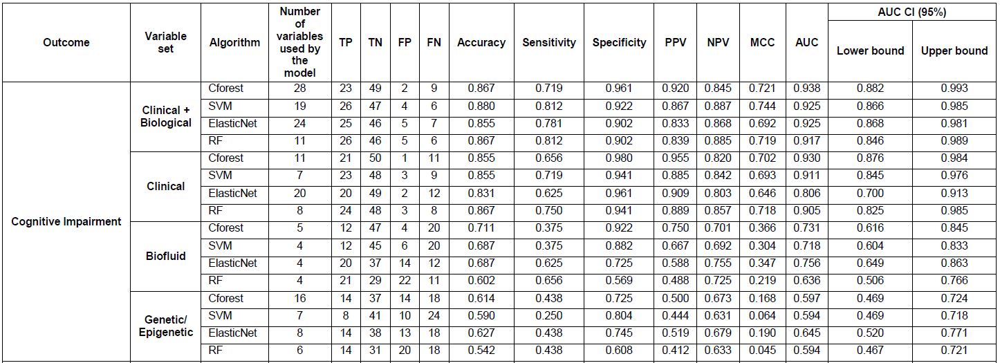 Outcome Variable set Algorithm Number of variables used by the model TP TN FP FN Accuracy Sensitivity Specificity PPV NPV MCC AUC AUC CI (95%) Lower bound Upper bound
Cognitive Impairment
Clinical + Biological
Cforest 28 23 49 2 9 0.867 0.719 0.961 0.920 0.845 0.721 0.938 0.882 0.993
SVM 19 26 47 4 6 0.880 0.812 0.922 0.867 0.887 0.744 0.925 0.866 0.985
ElasticNet 24 25 46 5 7 0.855 0.781 0.902 0.833 0.868 0.692 0.925 0.868 0.981
RF 11 26 46 5 6 0.867 0.812 0.902 0.839 0.885 0.719 0.917 0.846 0.989
Clinical
Cforest 11 21 50 1 11 0.855 0.656 0.980 0.955 0.820 0.702 0.930 0.876 0.984
SVM 7 23 48 3 9 0.855 0.719 0.941 0.885 0.842 0.693 0.911 0.845 0.976
ElasticNet 20 20 49 2 12 0.831 0.625 0.961 0.909 0.803 0.646 0.806 0.700 0.913
RF 8 24 48 3 8 0.867 0.750 0.941 0.889 0.857 0.718 0.905 0.825 0.985
Biofluid
Cforest 5 12 47 4 20 0.711 0.375 0.922 0.750 0.701 0.366 0.731 0.616 0.845
SVM 4 12 45 6 20 0.687 0.375 0.882 0.667 0.692 0.304 0.718 0.604 0.833
ElasticNet 4 20 37 14 12 0.687 0.625 0.725 0.588 0.755 0.347 0.756 0.649 0.863
RF 4 21 29 22 11 0.602 0.656 0.569 0.488 0.725 0.219 0.636 0.506 0.766
Genetic/ Epigenetic
Cforest 16 14 37 14 18 0.614 0.438 0.725 0.500 0.673 0.168 0.597 0.469 0.724
SVM 7 8 41 10 24 0.590 0.250 0.804 0.444 0.631 0.064 0.594 0.469 0.718
ElasticNet 8 14 38 13 18 0.627 0.438 0.745 0.519 0.679 0.190 0.645 0.520 0.771
RF 6 14 31 20 18 0.542 0.438 0.608 0.412 0.633 0.045 0.594 0.467 0.721